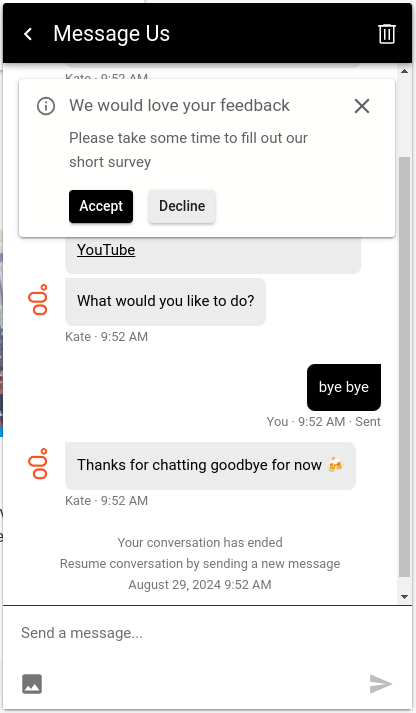 Message Us
Kate · 9:52 AM
We would love your feedback
Please take some time to fill out our
short survey
Accept
Decline
YouTube
What would you like to do?
Kate · 9:52 AM
bye bye
You · 9:52 AM · Sent
Thanks for chatting goodbye for now 🍻
Kate · 9:52 AM
Your conversation has ended
Resume conversation by sending a new message
August 29, 2024 9:52 AM
Send a message...